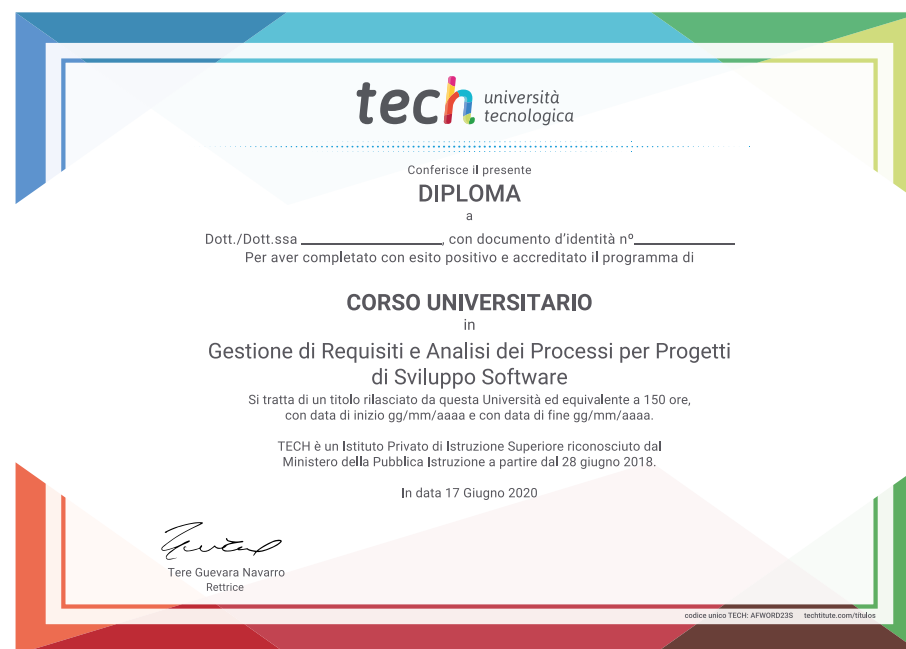 tech università
tecnologica
Conferisce il presente
DIPLOMA
a
Dott./Dott.ssa ____________________, con documento d'identità nº______________
Per aver completato con esito positivo e accreditato il programma di
CORSO UNIVERSITARIO
in
Gestione di Requisiti e Analisi dei Processi per Progetti
di Sviluppo Software
Si tratta di un titolo rilasciato da questa Università ed equivalente a 150 ore,
con data di inizio gg/mm/aaaa e con data di fine gg/mm/aaaa.
TECH è un Istituto Privato di Istruzione Superiore riconosciuto dal
Ministero della Pubblica Istruzione a partire dal 28 giugno 2018.
In data 17 Giugno 2020
Tere Guevara Navarro
Rettrice
codice unico TECH: AFWORD23S techtitute.com/titulos